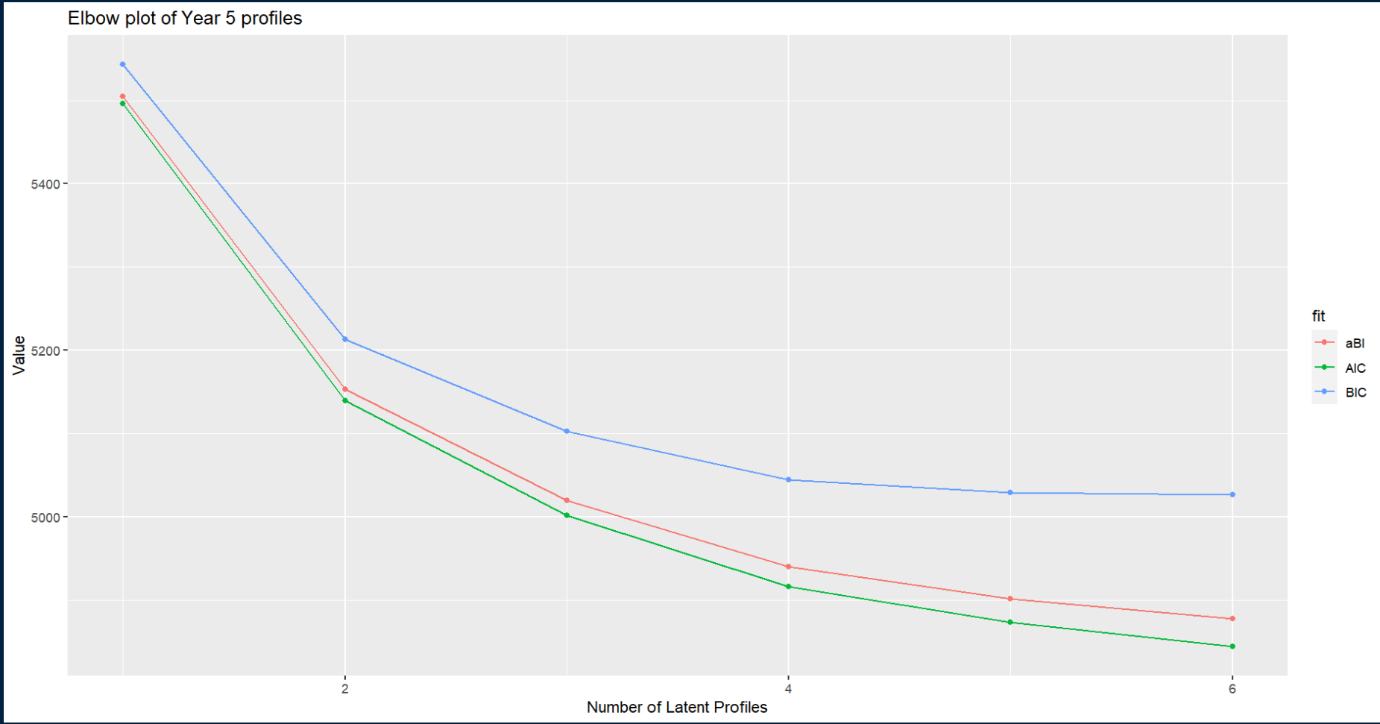 Elbow plot of Year 5 profiles
5400
5200
5000
Value
2
4
6
Number of Latent Profiles
fit
aBI
AIC
BIC